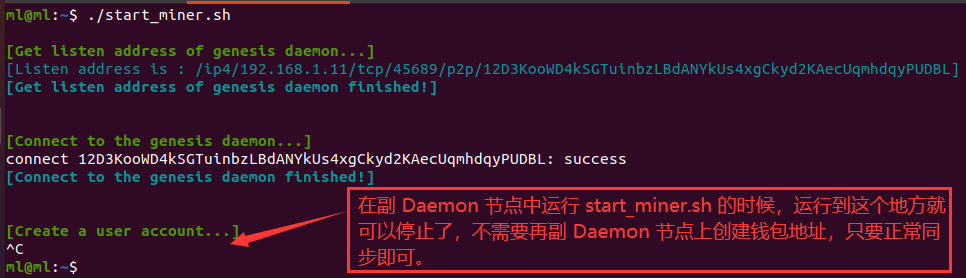 ml@ml:~$ ./start_miner.sh
[Get listen address of genesis daemon...]
[Listen address is : /ip4/192.168.1.11/tcp/45689/p2p/12D3KooWD4kSGTuinbzLBdANYkUs4xgCkyd2KAecUqmhdqyPUDBL]
[Get listen address of genesis daemon finished!]
[Connect to the genesis daemon...]
connect 12D3KooWD4kSGTuinbzLBdANYkUs4xgCkyd2KAecUqmhdqyPUDBL: success
[Connect to the genesis daemon finished!]
在副 Daemon 节点中运行 start_miner.sh 的时候，运行到这个地方就
可以停止了，不需要再副 Daemon 节点上创建钱包地址，只要正常同
步即可。
[Create a user account...]
^C
ml@ml:~$